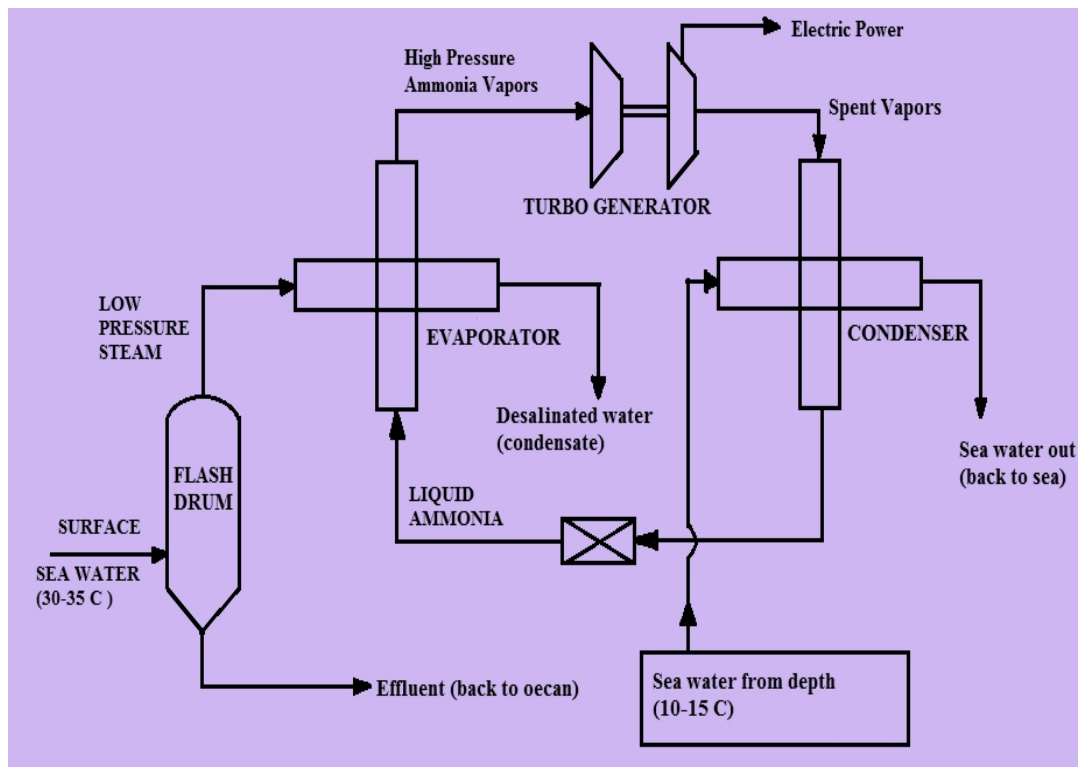 Electric Power
High Pressure
Ammonia Vapors
Spent Vapors
TURBO GENERATOR
LOW
PRESSURE
STEAM
EVAPORATOR
CONDENSER
Desalinated water
(condensate)
Sea water out
(back to sea)
FLASH
DRUM
LIQUID
AMMONIA
SURFACE
SEA WATER
(30-35 C )
Sea water from depth
(10-15 C)
Effluent (back to oecan)